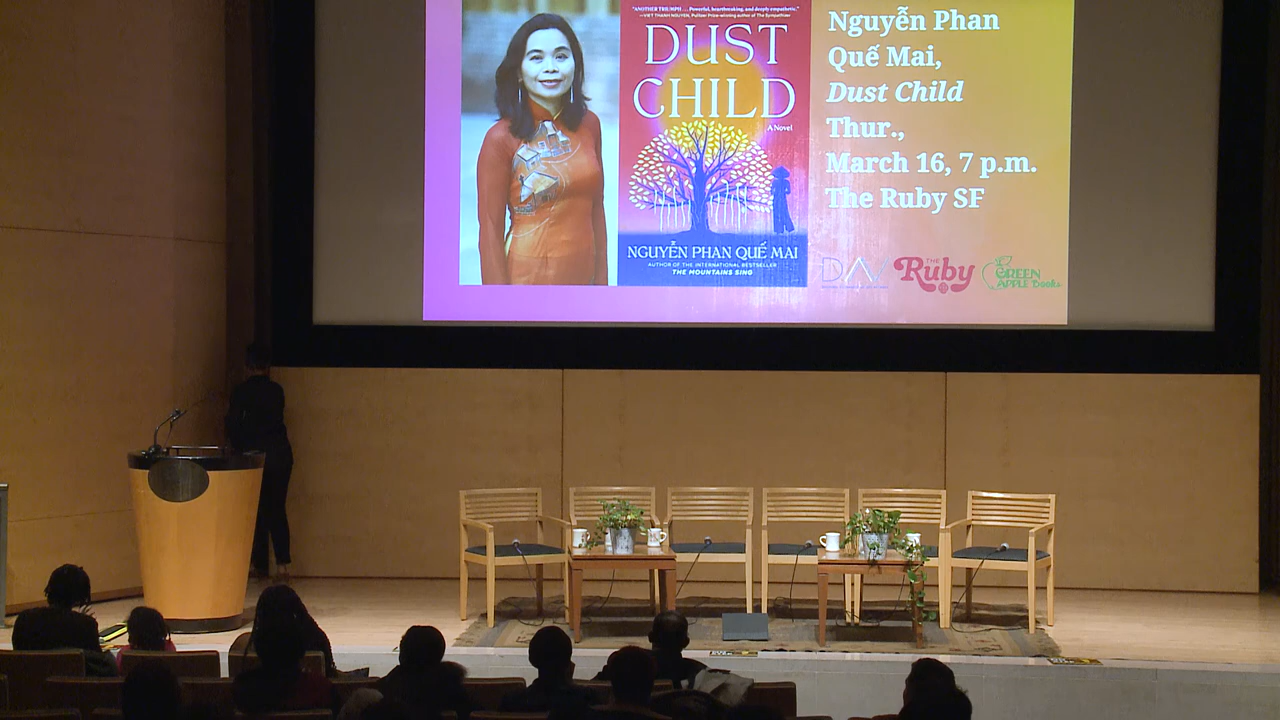 "ANOTHER TRIUMPH . . . Powerful, heartbreaking, and deeply empathetic."
—VIET THANH NGUYEN, Pulitzer Prize-winning author of The Sympathizer
DUST
CHILD
A Novel
NGUYỄN PHAN QUẾ MAI
AUTHOR OF THE INTERNATIONAL BESTSELLER
THE MOUNTAINS SING
Nguyễn Phan
Quế Mai,
Dust Child
Thur.,
March 16, 7 p.m.
The Ruby SF
THE
Ruby
GREEN
APPLE Books